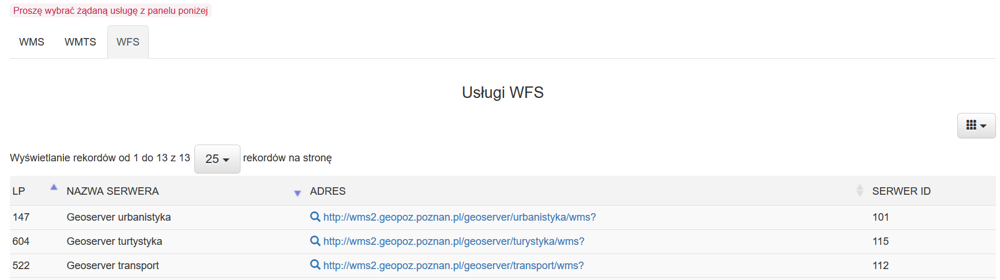 Proszę wybrać żądaną usługę z panelu poniżej
WMS WMTS WFS
Usługi WFS
Wyświetlanie rekordów od 1 do 13 z 13 25 rekordów na stronę
LP NAZWA SERWERA ADRES SERWER ID
147 Geoserver urbanistyka http://wms2.geopoz.poznan.pl/geoserver/urbanistyka/wms? 101
604 Geoserver turtystyka http://wms2.geopoz.poznan.pl/geoserver/turystyka/wms? 115
522 Geoserver transport http://wms2.geopoz.poznan.pl/geoserver/transport/wms? 112